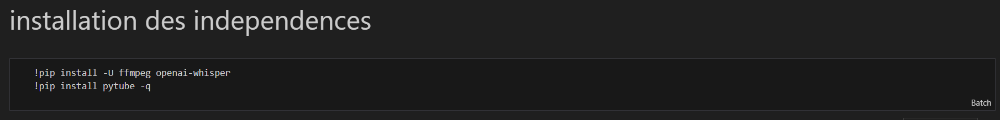 installation des independences
!pip install -U ffmpeg openai-whisper
!pip install pytube -q
Batch